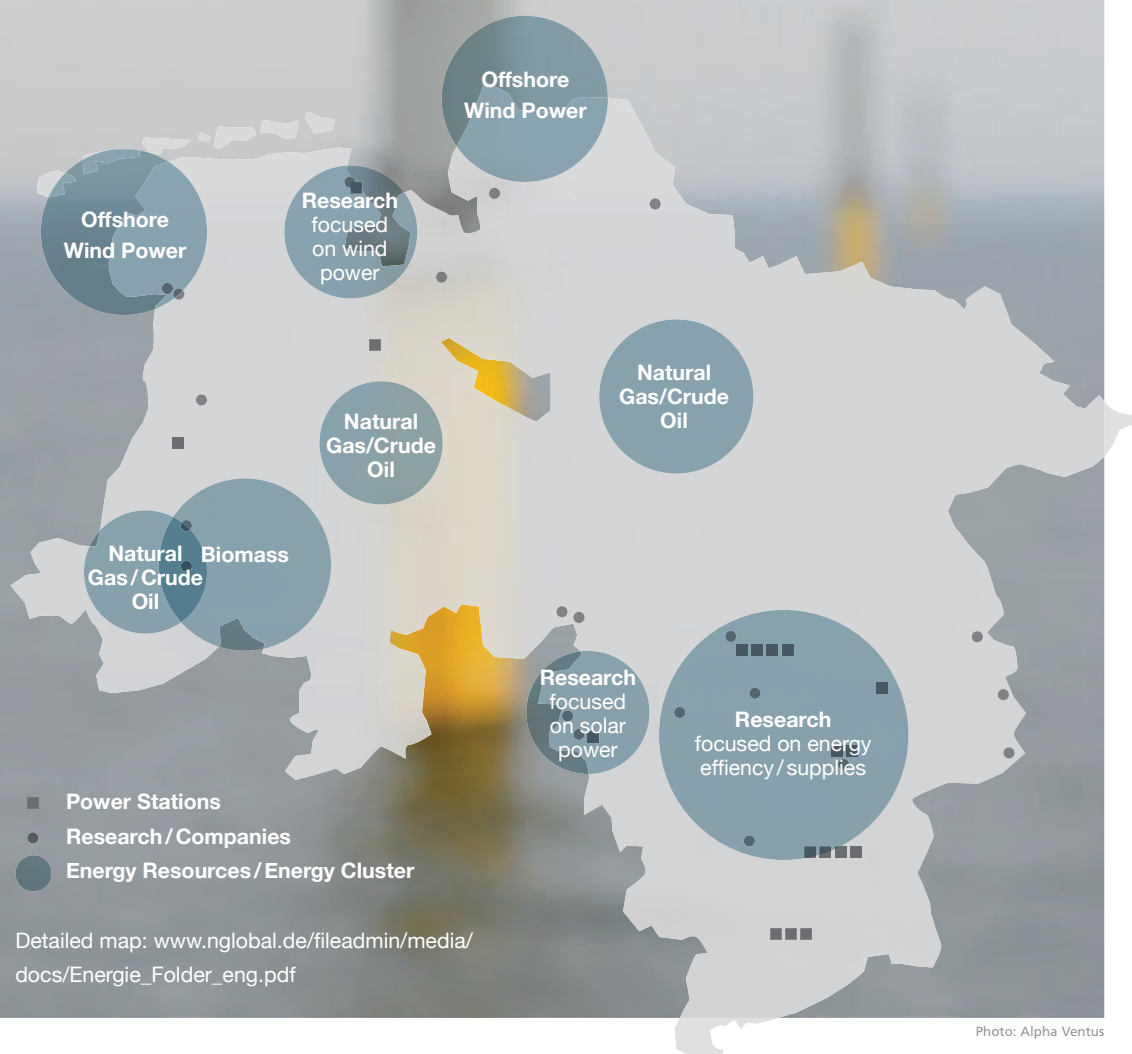 Offshore
Wind Power
Offshore
Wind Power
Research
focused
on wind
power
Natural
Gas/Crude
Oil
Natural
Gas/Crude
Oil
Natural
Gas / Crude
Oil
Biomass
Research
focused
on solar
power
Research
focused on energy
effiency / supplies
Power Stations
Research / Companies
Energy Resources / Energy Cluster
Detailed map: www.nglobal.de/fileadmin/media/
docs/Energie_Folder_eng.pdf
Photo: Alpha Ventus